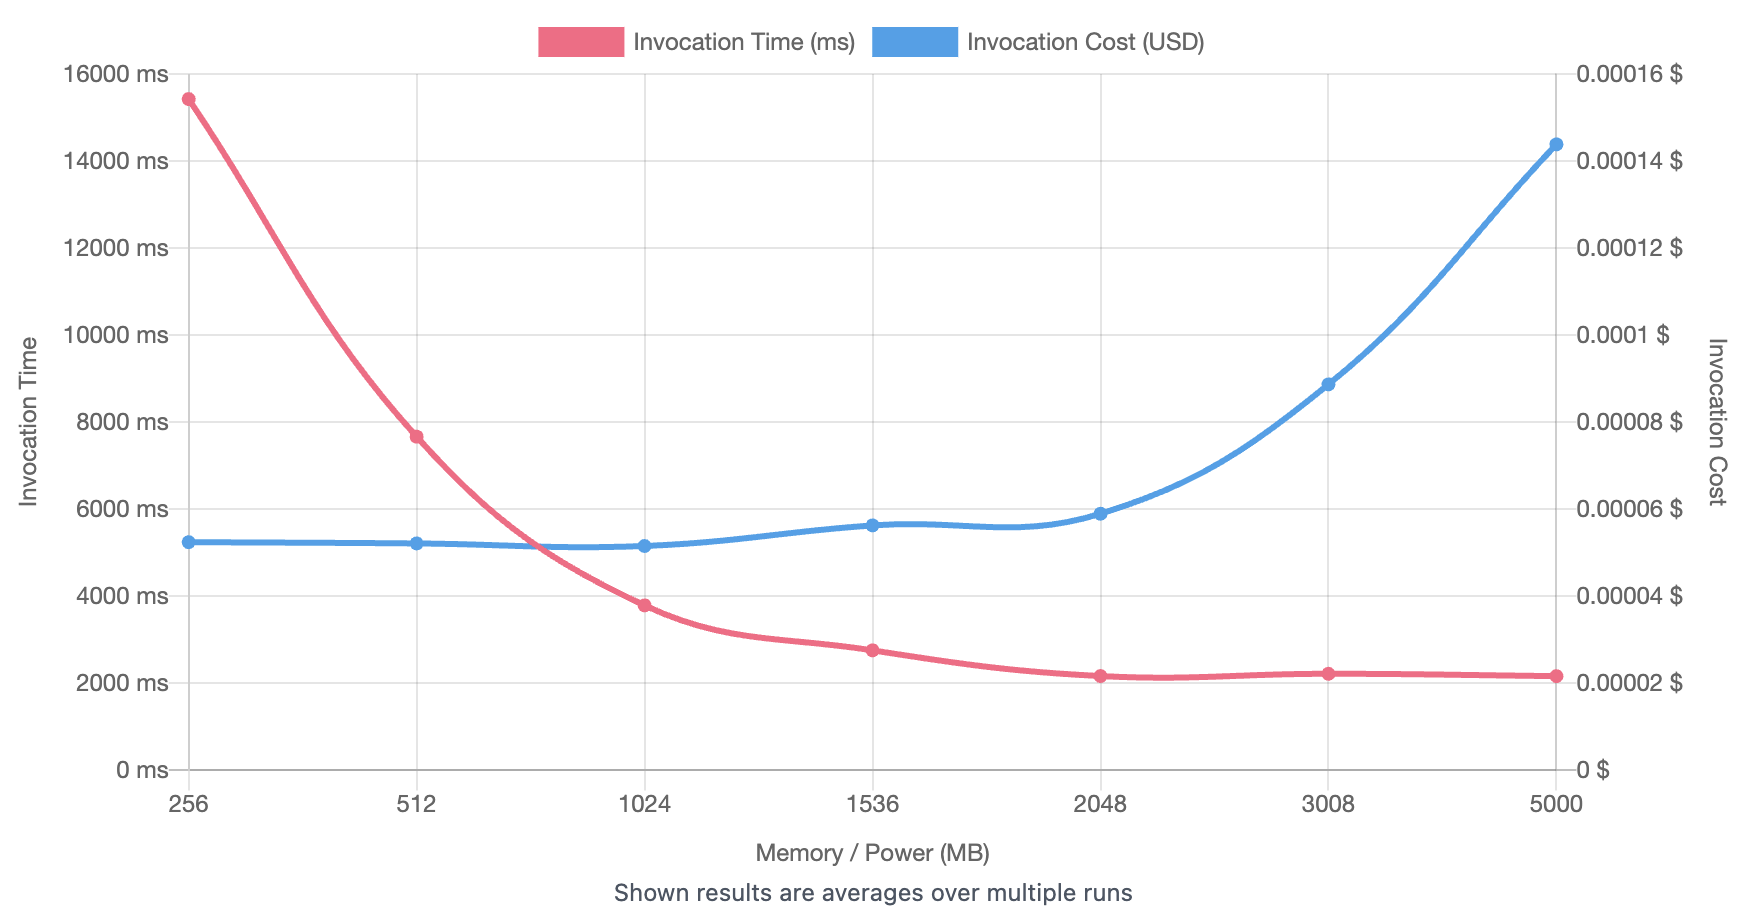 Invocation Time (ms) Invocation Cost (USD)
16000 ms 0.00016 $
14000 ms 0.00014 $
12000 ms 0.00012 $
10000 ms 0.0001 $
8000 ms 0.00008 $
6000 ms 0.00006 $
4000 ms 0.00004 $
2000 ms 0.00002 $
0 ms 0 $
Invocation Time
Invocation Cost
256 512 1024 1536 2048 3008 5000
Memory / Power (MB)
Shown results are averages over multiple runs